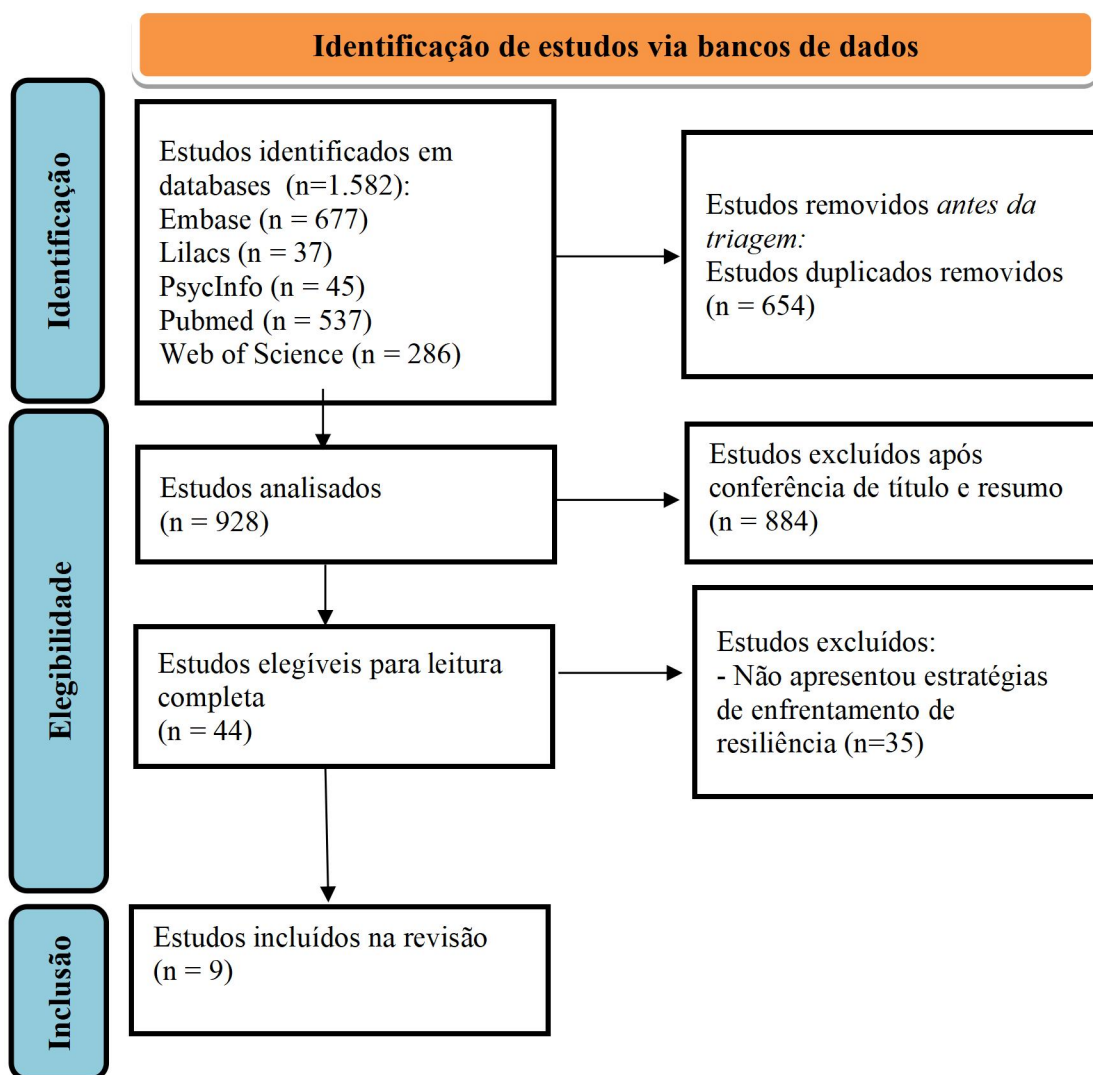 Identificação de estudos via bancos de dados
Identificação
Estudos identificados em
databases (n=1.582):
Embase (n = 677)
Lilacs (n = 37)
PsycInfo (n = 45)
Pubmed (n = 537)
Web of Science (n = 286)
Estudos removidos antes da
triagem:
Estudos duplicados removidos
(n = 654)
Elegibilidade
Estudos analisados
(n = 928)
Estudos excluídos após
conferência de título e resumo
(n = 884)
Estudos elegíveis para leitura
completa
(n = 44)
Estudos excluídos:
- Não apresentou estratégias
de enfrentamento de
resiliência (n=35)
Inclusão
Estudos incluídos na revisão
(n = 9)